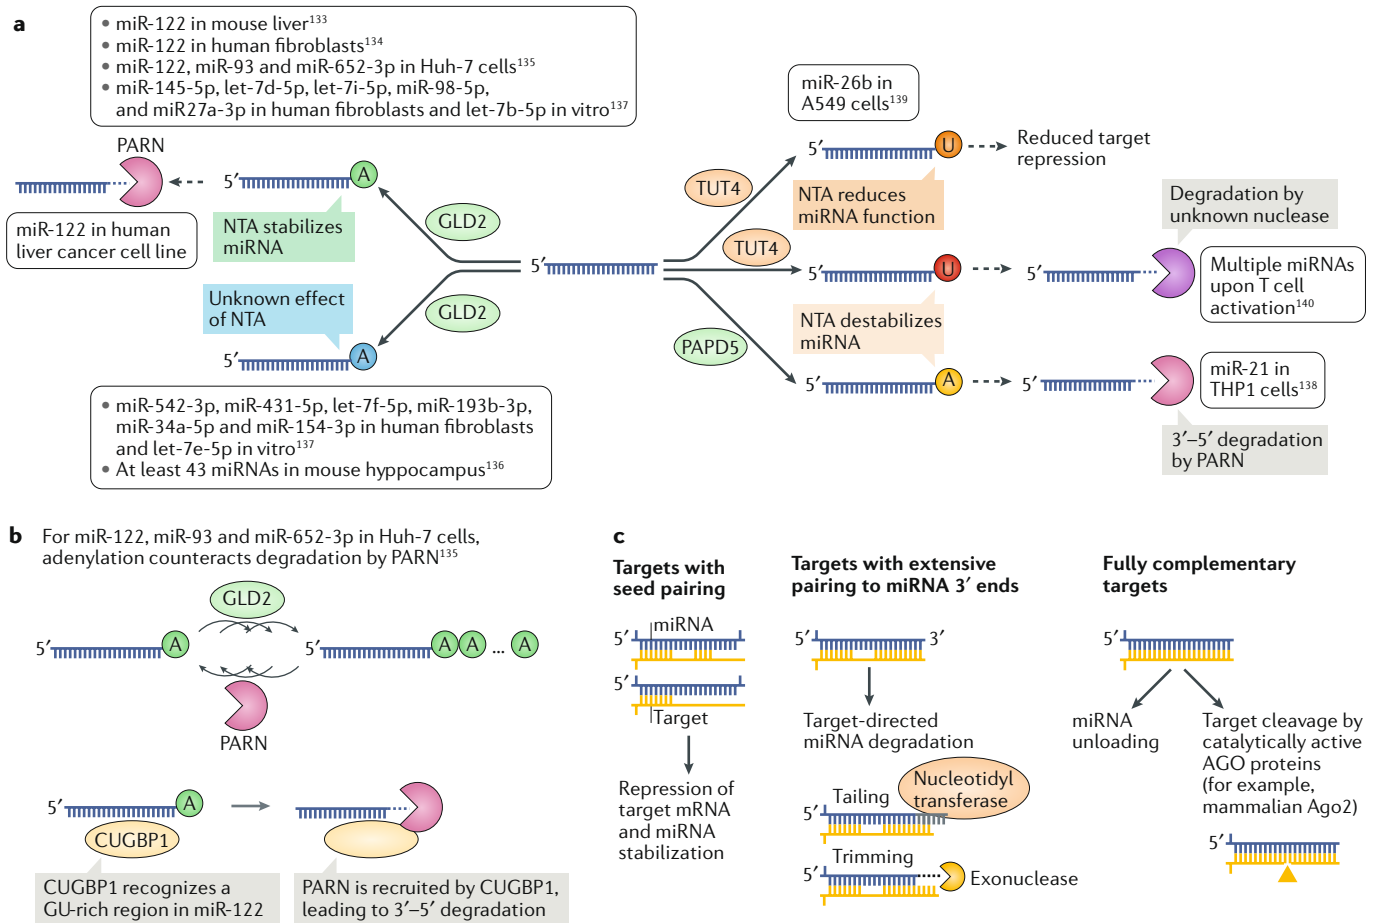 a
• miR-122 in mouse liver133
• miR-122 in human fibroblasts134
• miR-122, miR-93 and miR-652-3p in Huh-7 cells135
• miR-145-5p, let-7d-5p, let-7i-5p, miR-98-5p,
and miR27a-3p in human fibroblasts and let-7b-5p in vitro137
PARN
5′
A
miR-122 in human
liver cancer cell line
NTA stabilizes
miRNA
GLD2
Unknown effect
of NTA
GLD2
5′
A
• miR-542-3p, miR-431-5p, let-7f-5p, miR-193b-3p,
miR-34a-5p and miR-154-3p in human fibroblasts
and let-7e-5p in vitro137
• At least 43 miRNAs in mouse hyppocampus136
5′
miR-26b in
A549 cells139
TUT4
5′
U
Reduced target
repression
NTA reduces
miRNA function
Degradation by
unknown nuclease
TUT4
5′
U
5′
Multiple miRNAs
upon T cell
activation140
NTA destabilizes
miRNA
PAPD5
5′
A
5′
miR-21 in
THP1 cells138
3′–5′ degradation
by PARN
b
For miR-122, miR-93 and miR-652-3p in Huh-7 cells,
adenylation counteracts degradation by PARN135
GLD2
5′
A
5′
A A ... A
PARN
5′
A
5′
CUGBP1
CUGBP1 recognizes a
GU-rich region in miR-122
PARN is recruited by CUGBP1,
leading to 3′–5′ degradation
c
Targets with
seed pairing
5′
miRNA
5′
Target
Repression of
target mRNA
and miRNA
stabilization
Targets with extensive
pairing to miRNA 3′ ends
5′
3′
Target-directed
miRNA degradation
Nucleotidyl
transferase
Tailing
5′
Trimming
5′
Exonuclease
Fully complementary
targets
5′
miRNA
unloading
Target cleavage by
catalytically active
AGO proteins
(for example,
mammalian Ago2)
5′